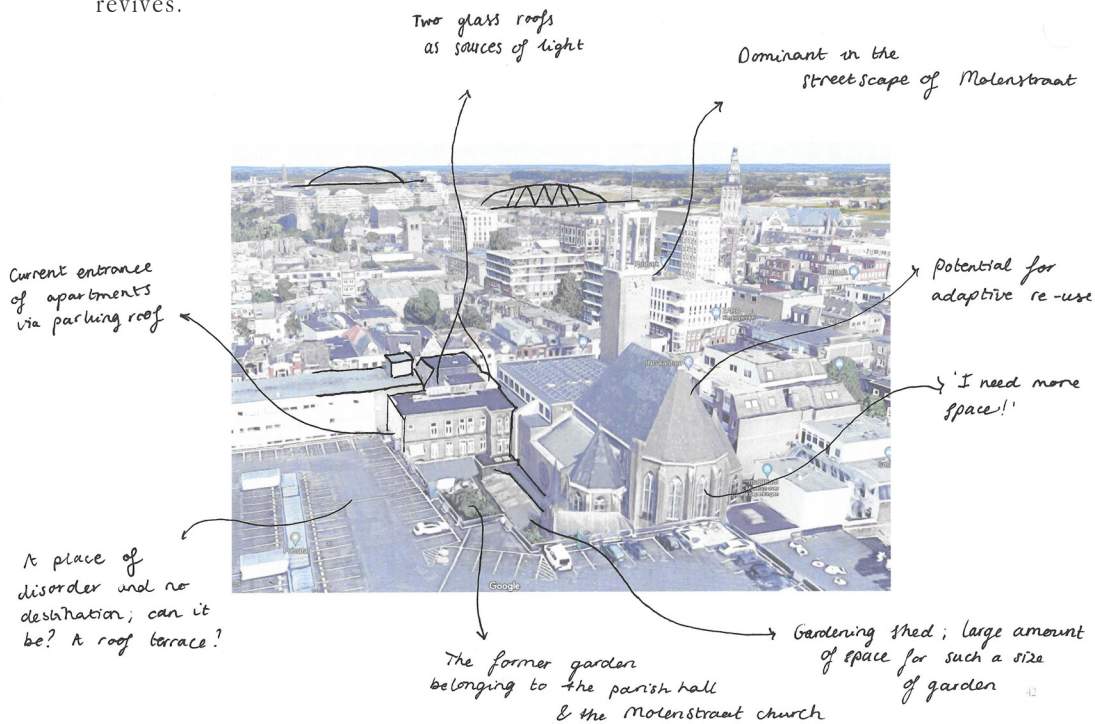 revives.
Two glass roofs
as sources of light
Dominant in the
streetscape of Molenstraat
Current entrance
of apartments
via parking roof
Potential for
adaptive re-use
'I need more
space!'
A place of
disorder and no
destination; can it
be? A roof terrace?
Google
The former garden
belonging to the parish hall
& the Molenstraat church
Gardening shed; large amount
of space for such a size
of garden
42